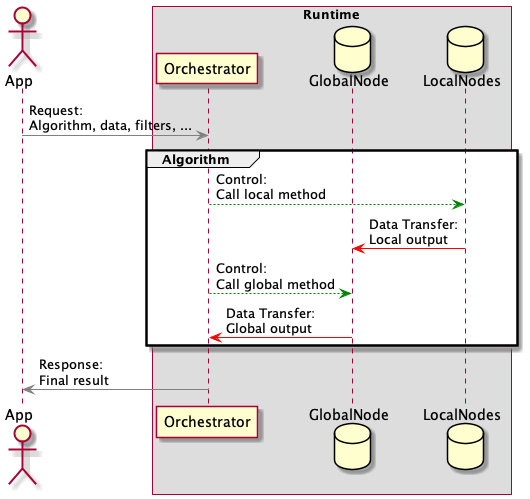 Runtime
App
Orchestrator
GlobalNode
LocalNodes
Request:
Algorithm, data, filters, ...
Algorithm
Control:
Call local method
Data Transfer:
Local output
Control:
Call global method
Data Transfer:
Global output
Response:
Final result
App
Orchestrator
GlobalNode
LocalNodes